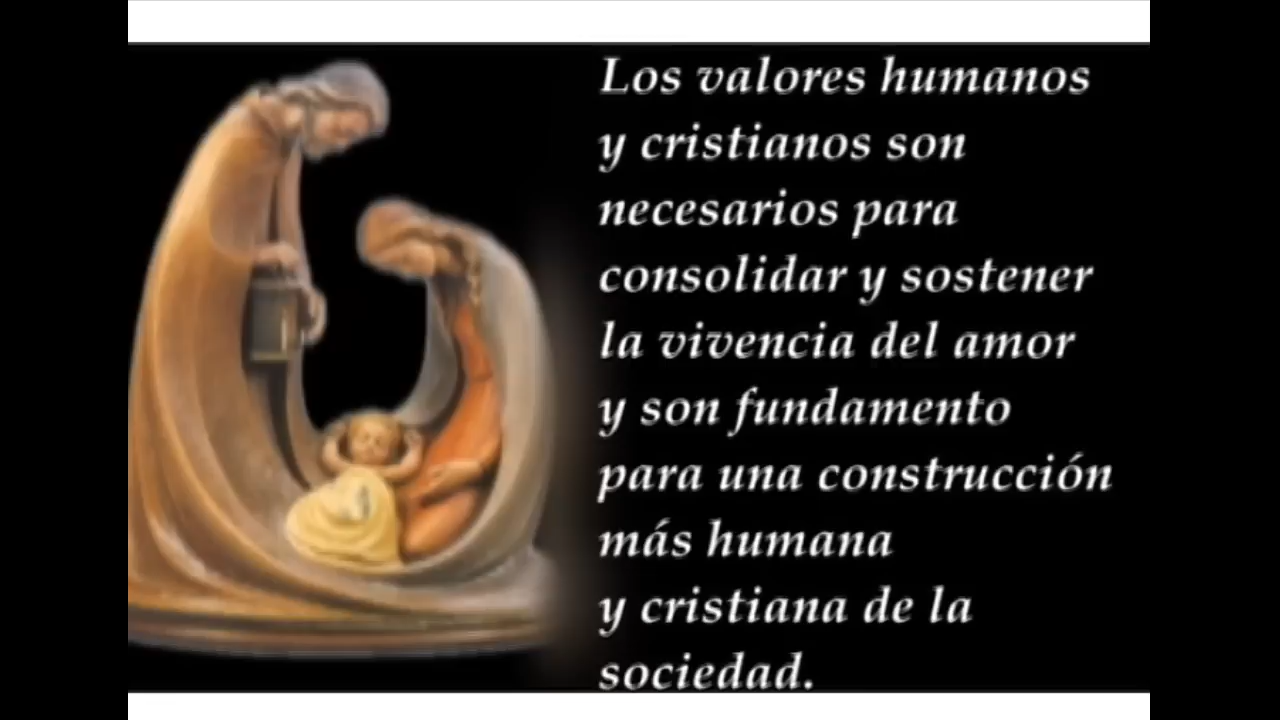 Los valores humanos
y cristianos son
necesarios para
consolidar y sostener
la vivencia del amor
y son fundamento
para una construcción
más humana
y cristiana de la
sociedad.